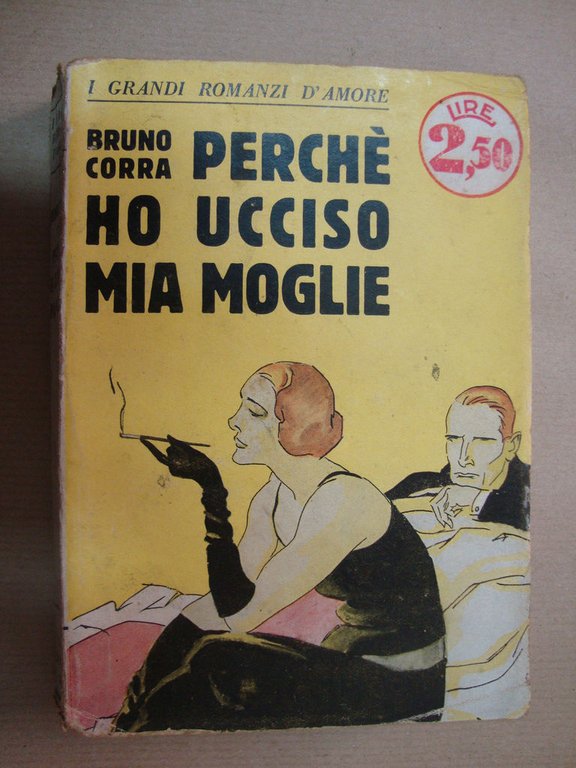 I GRANDI ROMANZI D'AMORE
LIRE
2,50
BRUNO
CORRA
PERCHÈ
HO UCCISO
MIA MOGLIE